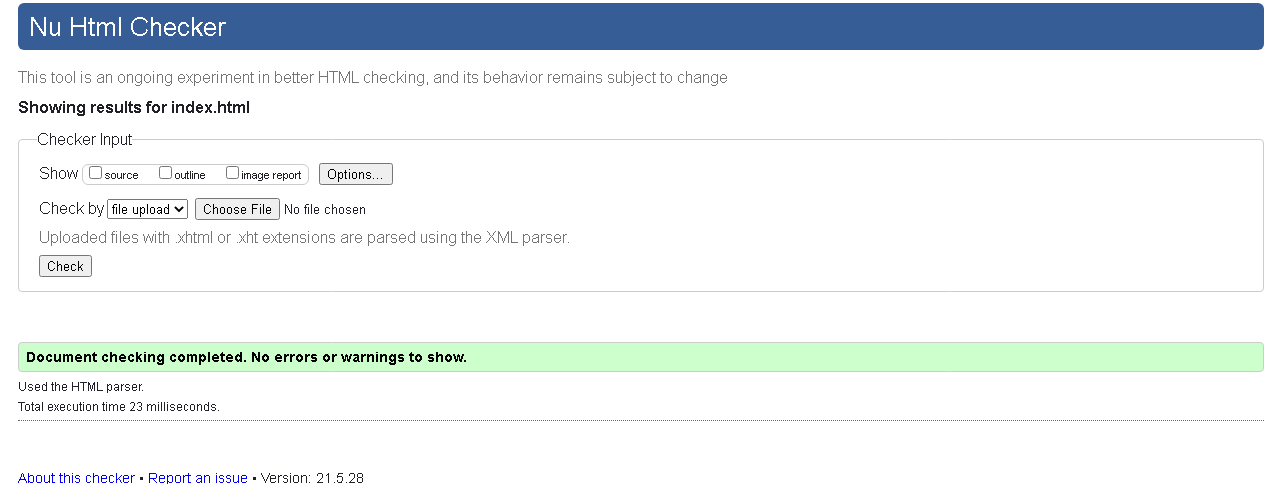 Nu Html Checker
This tool is an ongoing experiment in better HTML checking, and its behavior remains subject to change
Showing results for index.html
Checker Input
Show source outline image report Options...
Check by file upload Choose File No file chosen
Uploaded files with .xhtml or .xht extensions are parsed using the XML parser.
Check
Document checking completed. No errors or warnings to show.
Used the HTML parser.
Total execution time 23 milliseconds.
About this checker • Report an issue • Version: 21.5.28